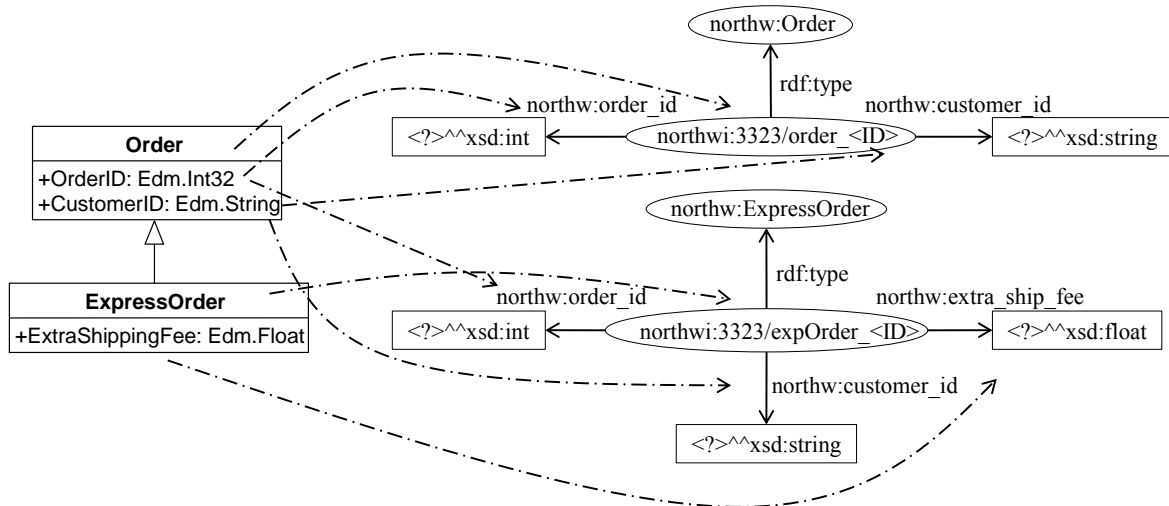 northw:Order
rdf:type
northw:order_id
northw:customer_id
<?>^^xsd:int
northwi:3323/order_<ID>
<?>^^xsd:string
Order
+OrderID: Edm.Int32
+CustomerID: Edm.String
northw:ExpressOrder
rdf:type
northw:order_id
northw:extra_ship_fee
ExpressOrder
+ExtraShippingFee: Edm.Float
<?>^^xsd:int
northwi:3323/expOrder_<ID>
<?>^^xsd:float
northw:customer_id
<?>^^xsd:string